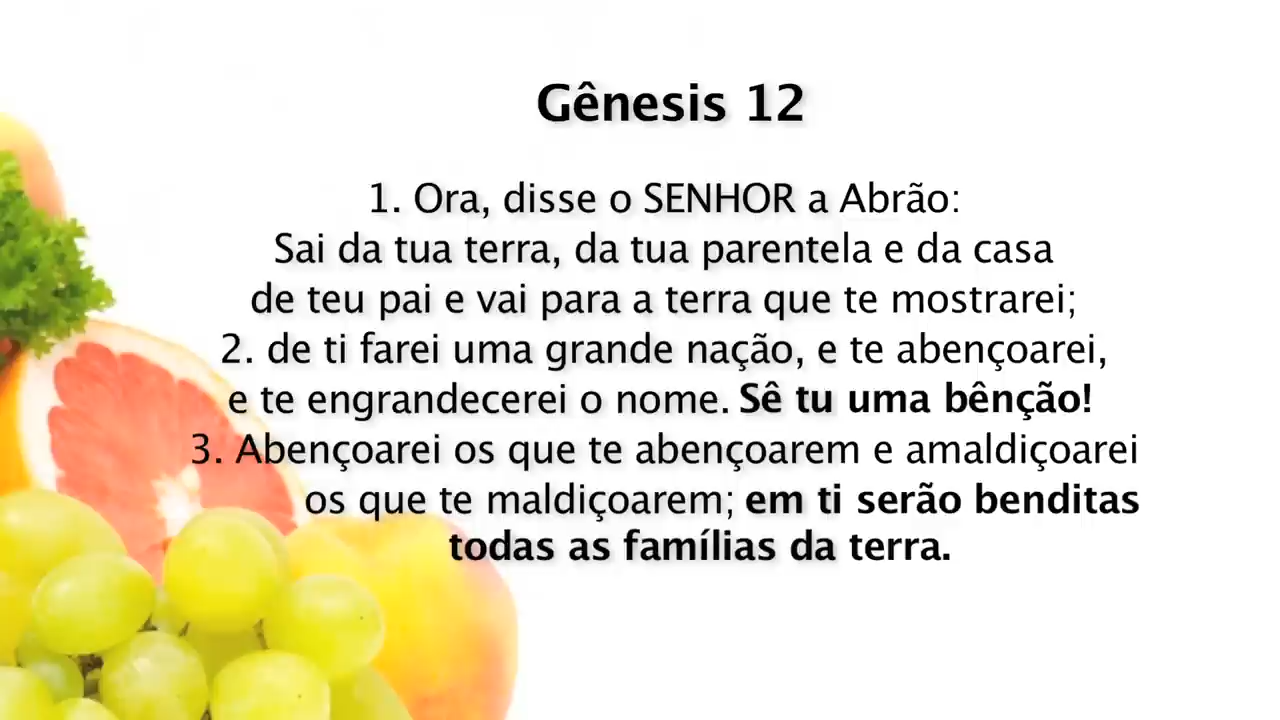 Gênesis 12
1. Ora, disse o SENHOR a Abrão:
Sai da tua terra, da tua parentela e da casa
de teu pai e vai para a terra que te mostrarei;
2. de ti farei uma grande nação, e te abençoarei,
e te engrandecerei o nome. Sê tu uma bênção!
3. Abençoarei os que te abençoarem e amaldiçoarei
os que te maldiçoarem; em ti serão benditas
todas as famílias da terra.